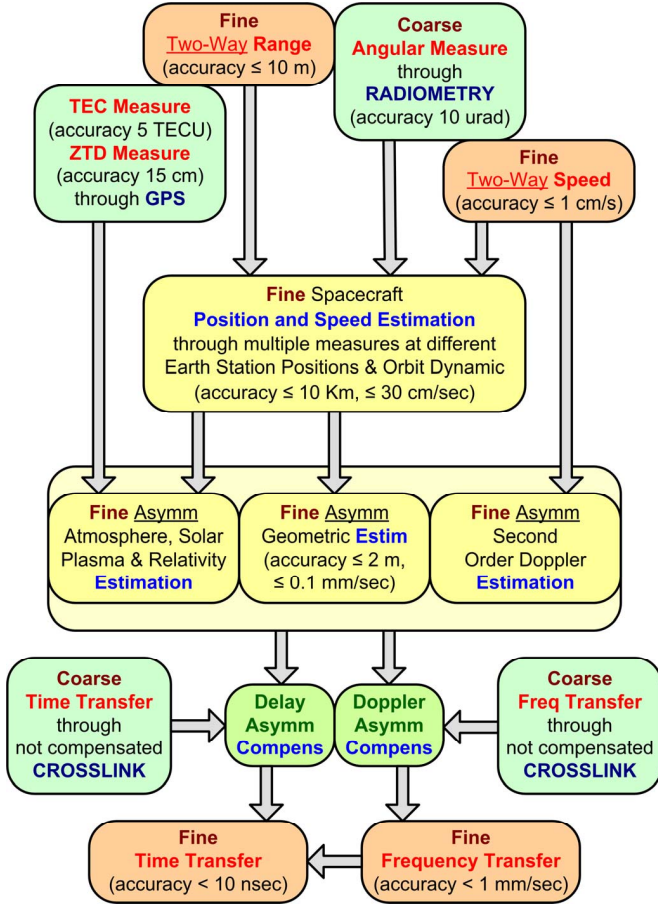 Fine
Two-Way Range
(accuracy ≤ 10 m)
Coarse
Angular Measure
through
RADIOMETRY
(accuracy 10 urad)
TEC Measure
(accuracy 5 TECU)
ZTD Measure
(accuracy 15 cm)
through GPS
Fine
Two-Way Speed
(accuracy ≤ 1 cm/s)
Fine Spacecraft
Position and Speed Estimation
through multiple measures at different
Earth Station Positions & Orbit Dynamic
(accuracy ≤ 10 Km, ≤ 30 cm/sec)
Fine Asymm
Atmosphere, Solar
Plasma & Relativity
Estimation
Fine Asymm
Geometric Estim
(accuracy ≤ 2 m,
≤ 0.1 mm/sec)
Fine Asymm
Second
Order Doppler
Estimation
Coarse
Time Transfer
through
not compensated
CROSSLINK
Delay
Asymm
Compens
Doppler
Asymm
Compens
Coarse
Freq Transfer
through
not compensated
CROSSLINK
Fine
Time Transfer
(accuracy < 10 nsec)
Fine
Frequency Transfer
(accuracy < 1 mm/sec)